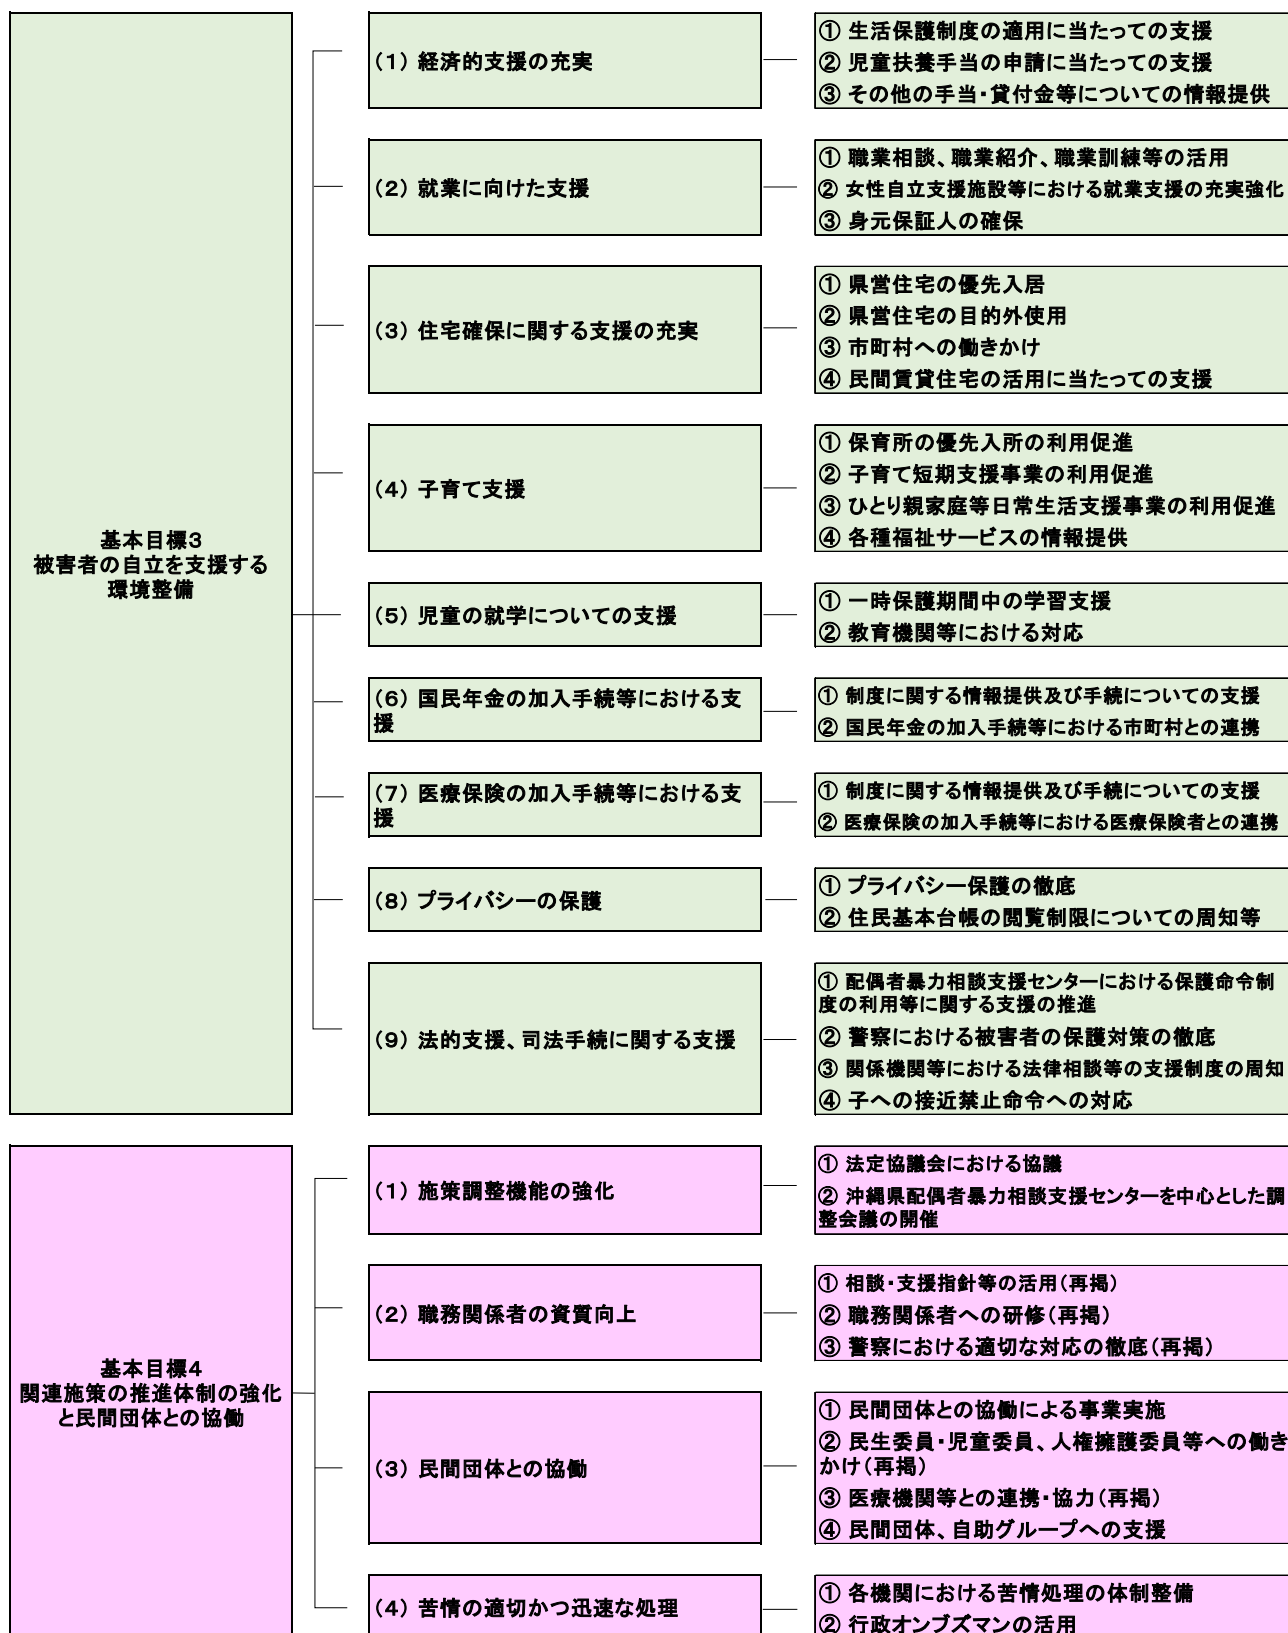 基本目標3
被害者の自立を支援する
環境整備
（1）経済的支援の充実
① 生活保護制度の適用に当たっての支援
② 児童扶養手当の申請に当たっての支援
③ その他の手当・貸付金等についての情報提供
（2）就業に向けた支援
① 職業相談、職業紹介、職業訓練等の活用
② 女性自立支援施設等における就業支援の充実強化
③ 身元保証人の確保
（3）住宅確保に関する支援の充実
① 県営住宅の優先入居
② 県営住宅の目的外使用
③ 市町村への働きかけ
④ 民間賃貸住宅の活用に当たっての支援
（4）子育て支援
① 保育所の優先入所の利用促進
② 子育て短期支援事業の利用促進
③ ひとり親家庭等日常生活支援事業の利用促進
④ 各種福祉サービスの情報提供
（5）児童の就学についての支援
① 一時保護期間中の学習支援
② 教育機関等における対応
（6）国民年金の加入手続等における支
援
① 制度に関する情報提供及び手続についての支援
② 国民年金の加入手続等における市町村との連携
（7）医療保険の加入手続等における支
援
① 制度に関する情報提供及び手続についての支援
② 医療保険の加入手続等における医療保険者との連携
（8）プライバシーの保護
① プライバシー保護の徹底
② 住民基本台帳の閲覧制限についての周知等
（9）法的支援、司法手続に関する支援
① 配偶者暴力相談支援センターにおける保護命令制
度の利用等に関する支援の推進
② 警察における被害者の保護対策の徹底
③ 関係機関等における法律相談等の支援制度の周知
④ 子への接近禁止命令への対応
基本目標4
関連施策の推進体制の強化
と民間団体との協働
（1）施策調整機能の強化
① 法定協議会における協議
② 沖縄県配偶者暴力相談支援センターを中心とした調
整会議の開催
（2）職務関係者の資質向上
① 相談・支援指針等の活用（再掲）
② 職務関係者への研修（再掲）
③ 警察における適切な対応の徹底（再掲）
（3）民間団体との協働
① 民間団体との協働による事業実施
② 民生委員・児童委員、人権擁護委員等への働き
かけ（再掲）
③ 医療機関等との連携・協力（再掲）
④ 民間団体、自助グループへの支援
（4）苦情の適切かつ迅速な処理
① 各機関における苦情処理の体制整備
② 行政オンブズマンの活用